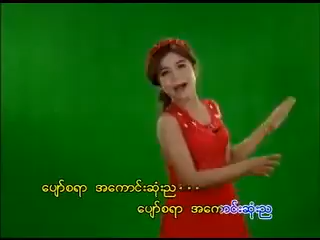 ပျော်စရာ အကောင်းဆုံးည . . .
ပျော်စရာ အကောင်းဆုံးည